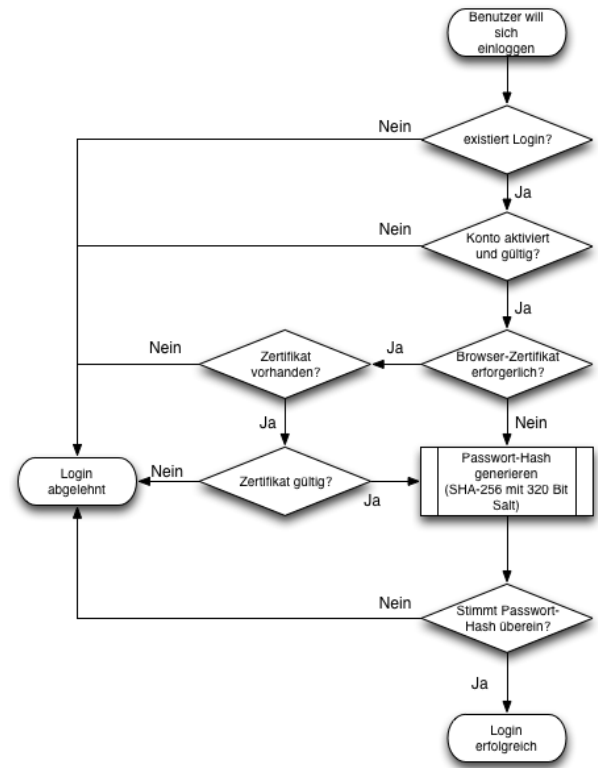 Benutzer will
sich
einloggen
Nein
existiert Login?
Ja
Nein
Konto aktiviert
und gültig?
Ja
Nein
Zertifikat
vorhanden?
Ja
Browser-Zertifikat
erforgerlich?
Ja
Nein
Login
abgelehnt
Nein
Zertifikat gültig?
Ja
Passwort-Hash
generieren
(SHA-256 mit 320 Bit
Salt)
Nein
Stimmt Passwort-
Hash überein?
Ja
Login
erfolgreich